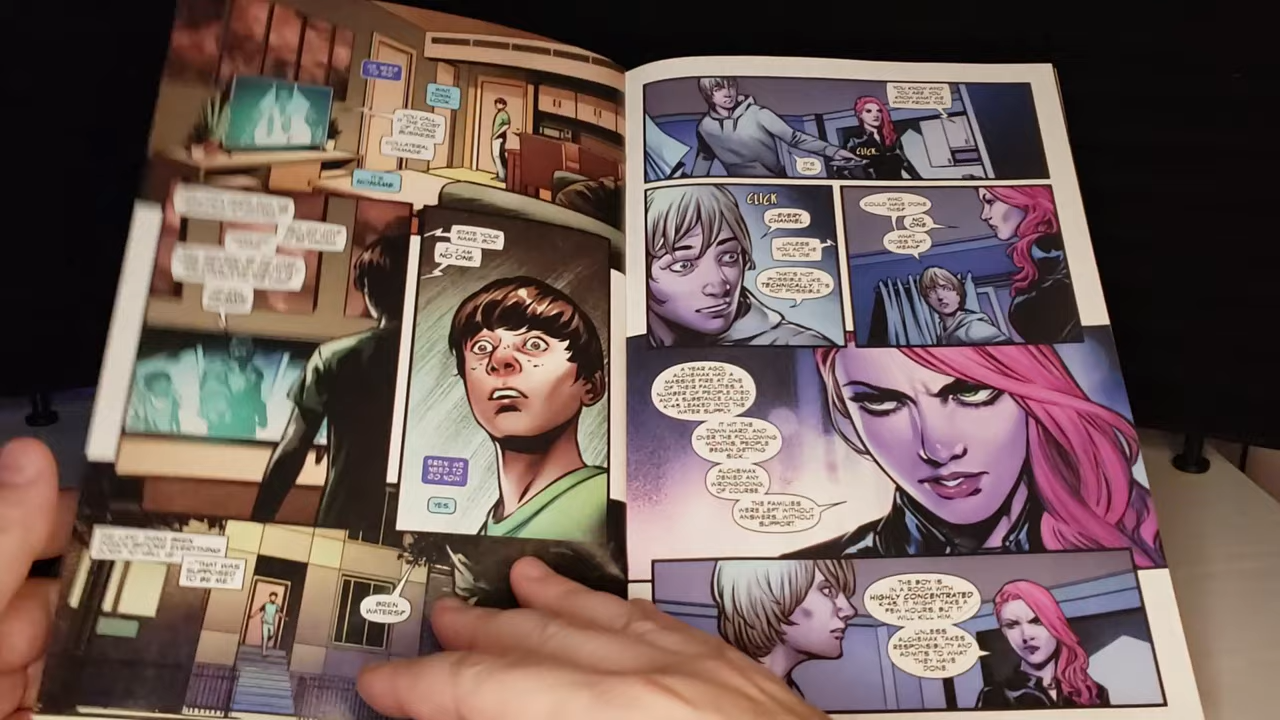 WE NEED
TO GO.
WAIT,
TOWN...
LOOK...
YOU CALL
IT THE COST
OF DOING
BUSINESS.
COLLATERAL
DAMAGE.
IT'S
NONAME.
STATE YOUR
NAME, BOY.
I...I AM
NO ONE.
BREN, WE
NEED TO
GO NOW!
YES.
"THAT WAS
SUPPOSED
TO BE ME."
BREN
WATERS?
YOU KNOW WHO
YOU ARE. YOU
KNOW WHAT WE
WANT FROM YOU.
CLICK
IT'S
ON--
CLICK
--EVERY
CHANNEL.
UNLESS
YOU ACT, HE
WILL DIE.
THAT'S NOT
POSSIBLE. LIKE,
TECHNICALLY, IT'S
NOT POSSIBLE.
WHO
COULD HAVE DONE
THIS?
NO
ONE.
WHAT
DOES THAT
MEAN?
A YEAR AGO,
ALCHEMAX HAD A
MASSIVE FIRE AT ONE
OF THEIR FACILITIES. A
NUMBER OF PEOPLE DIED,
AND A SUBSTANCE CALLED
K-45 LEAKED INTO THE
WATER SUPPLY.
IT HIT THE
TOWN HARD, AND
OVER THE FOLLOWING
MONTHS, PEOPLE
BEGAN GETTING
SICK...
ALCHEMAX
DENIED ANY
WRONGDOING,
OF COURSE.
THE FAMILIES
WERE LEFT WITHOUT
ANSWERS...WITHOUT
SUPPORT.
THE BOY IS
IN A ROOM WITH
HIGHLY CONCENTRATED
K-45. IT MIGHT TAKE A
FEW HOURS, BUT IT
WILL KILL HIM.
UNLESS
ALCHEMAX TAKES
RESPONSIBILITY AND
ADMITS TO WHAT
THEY HAVE
DONE.